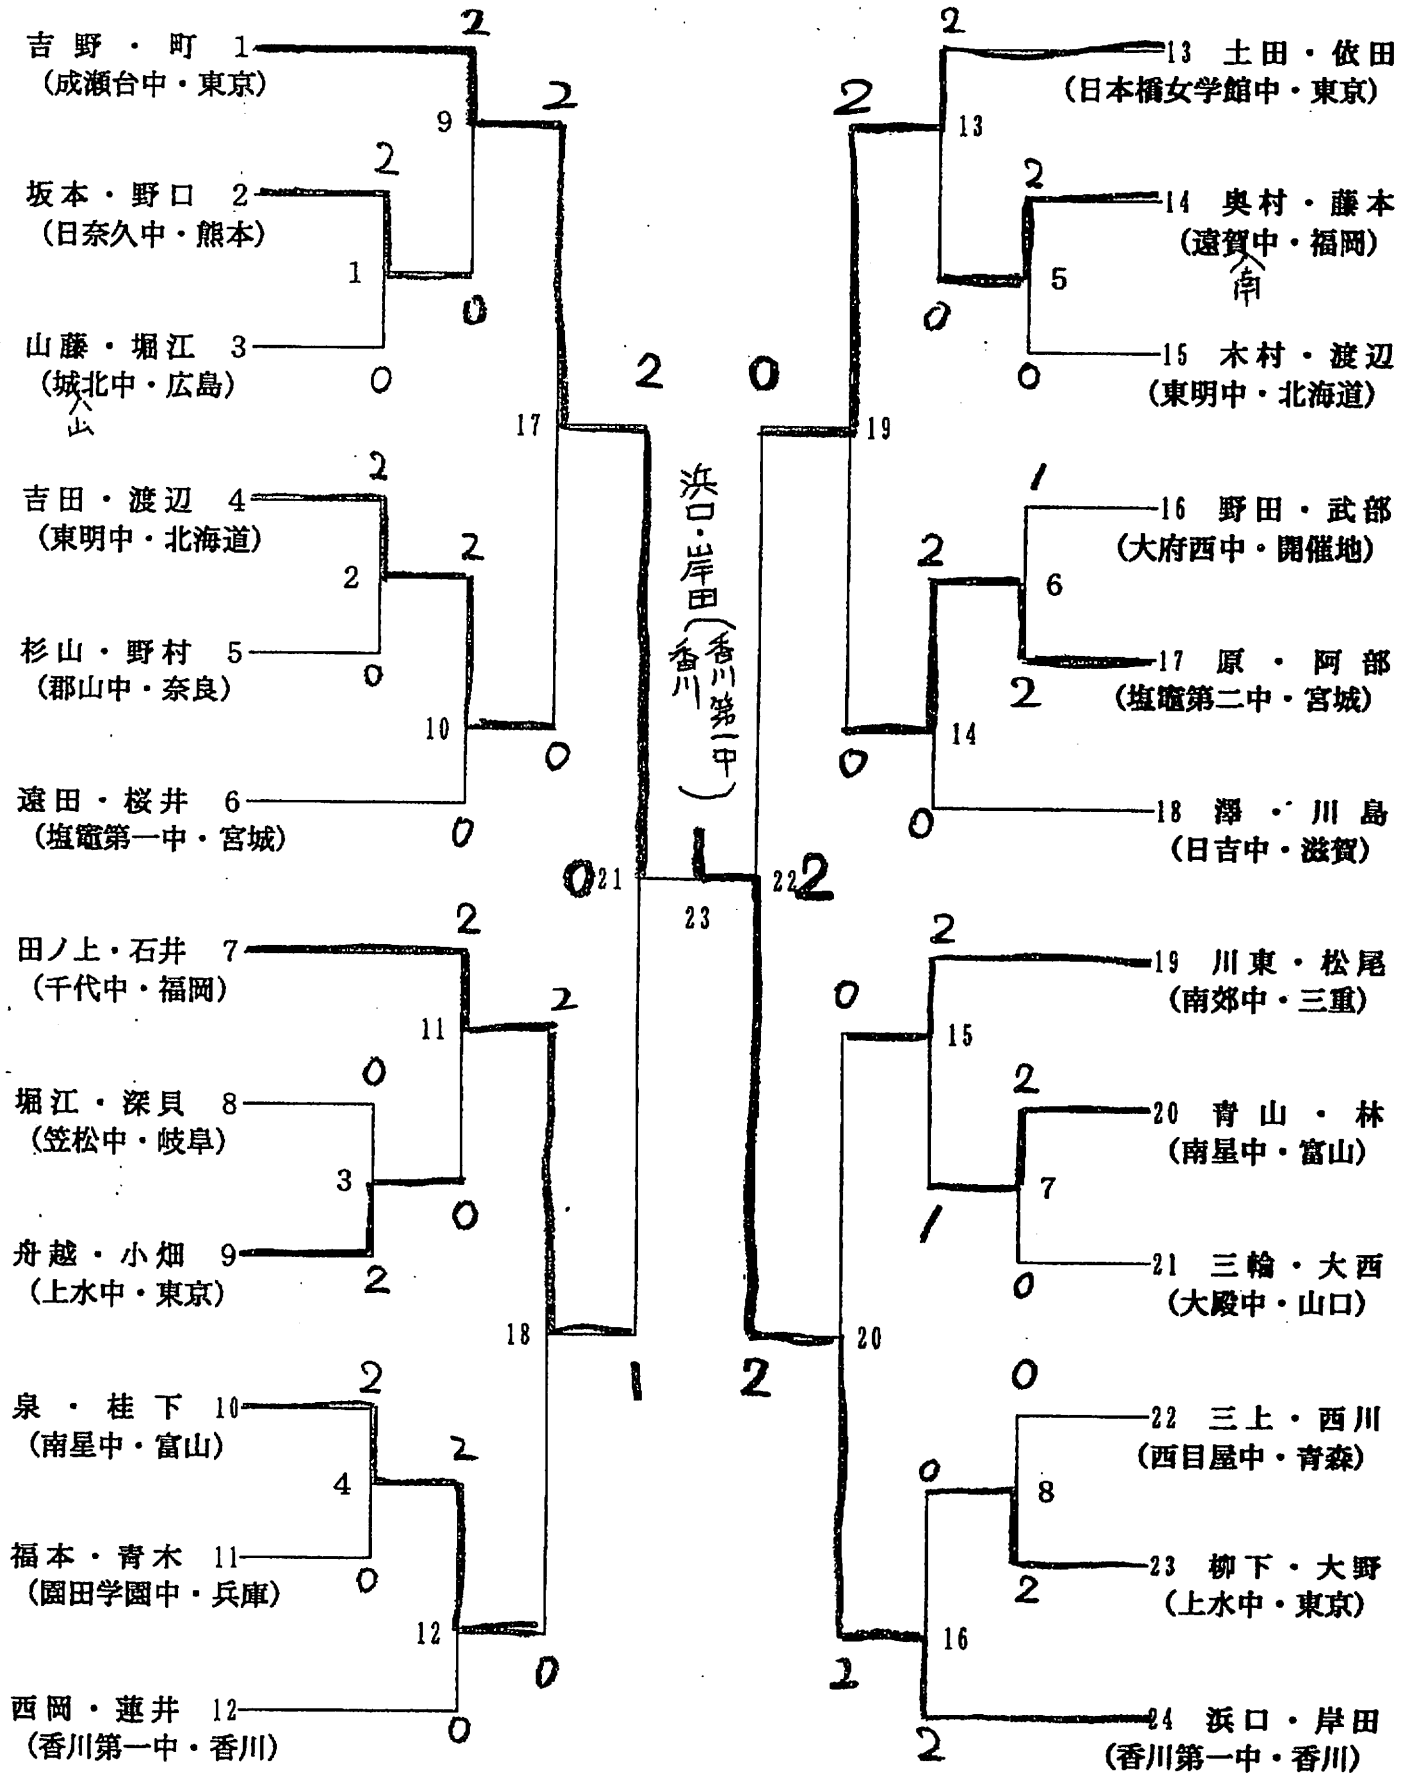 吉野・町 1
(成瀬台中・東京)
坂本・野口 2
(日奈久中・熊本)
山藤・堀江 3
(城北中・広島)
山
吉田・渡辺 4
(東明中・北海道)
杉山・野村 5
(郡山中・奈良)
遠田・桜井 6
(塩竈第一中・宮城)
田ノ上・石井 7
(千代中・福岡)
堀江・深貝 8
(笠松中・岐阜)
舟越・小畑 9
(上水中・東京)
泉・桂下 10
(南星中・富山)
福本・青木 11
(園田学園中・兵庫)
西岡・蓮井 12
(香川第一中・香川)
2
9
2
2
1
0
0
2
17
2
2
2
0
10
0
0
0 21
2
11
2
0
3
0
2
18
1
2
4
2
0
12
0
0
浜口・岸田
(香川第一中
香川)
1
23
2
2
13
2
5
0
0
0
19
1
2
6
2
14
0
0
22 2
2
0
15
2
7
1
0
20
2
0
0
8
2
16
2
2
13 土田・依田
(日本橋女学館中・東京)
14 奥村・藤本
(遠賀中・福岡)
南
15 木村・渡辺
(東明中・北海道)
16 野田・武部
(大府西中・開催地)
17 原・阿部
(塩竈第二中・宮城)
18 澤・川島
(日吉中・滋賀)
19 川東・松尾
(南郊中・三重)
20 青山・林
(南星中・富山)
21 三輪・大西
(大殿中・山口)
22 三上・西川
(西目屋中・青森)
23 柳下・大野
(上水中・東京)
24 浜口・岸田
(香川第一中・香川)